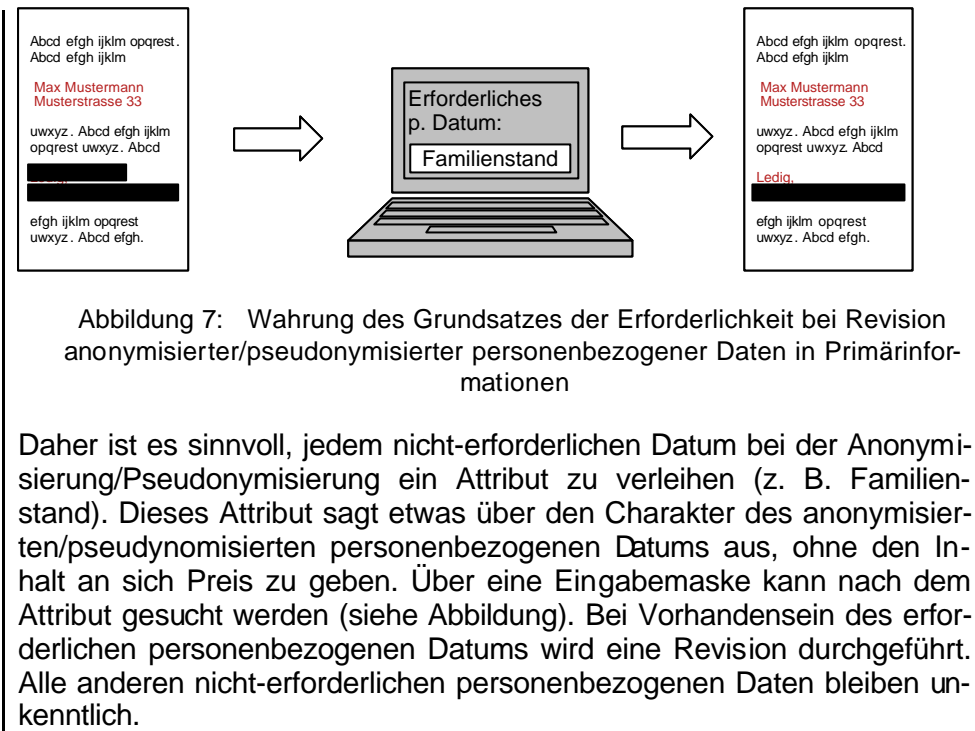 Abcd efgh ijklm opqrest.
Abcd efgh ijklm
Max Mustermann
Musterstrasse 33
uwxyz. Abcd efgh ijklm
opqrest uwxyz. Abcd
Ledig,
efgh ijklm opqrest
uwxyz. Abcd efgh.
Erforderliches
p. Datum:
Familienstand
Abcd efgh ijklm opqrest.
Abcd efgh ijklm
Max Mustermann
Musterstrasse 33
uwxyz. Abcd efgh ijklm
opqrest uwxyz. Abcd
Ledig,
efgh ijklm opqrest
uwxyz. Abcd efgh.
Abbildung 7: Wahrung des Grundsatzes der Erforderlichkeit bei Revision
anonymisierter/pseudonymisierter personenbezogener Daten in Primärinfor-
mationen
Daher ist es sinnvoll, jedem nicht-erforderlichen Datum bei der Anonymi-
sierung/Pseudonymisierung ein Attribut zu verleihen (z. B. Familien-
stand). Dieses Attribut sagt etwas über den Charakter des anonymisier-
ten/pseudynomisierten personenbezogenen Datums aus, ohne den In-
halt an sich Preis zu geben. Über eine Eingabemaske kann nach dem
Attribut gesucht werden (siehe Abbildung). Bei Vorhandensein des erfor-
derlichen personenbezogenen Datums wird eine Revision durchgeführt.
Alle anderen nicht-erforderlichen personenbezogenen Daten bleiben un-
kenntlich.